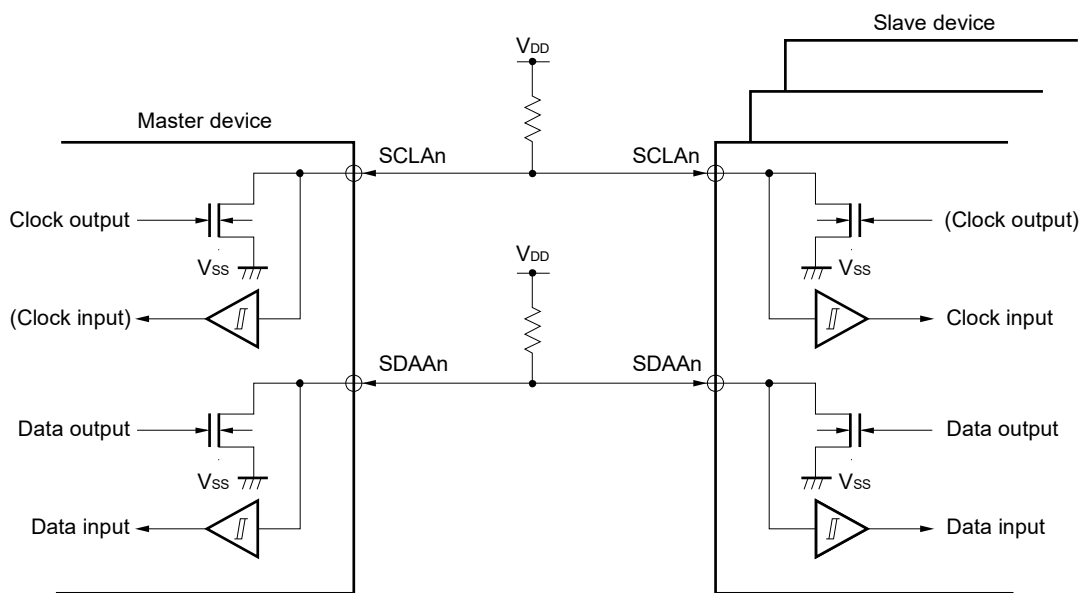 Slave device
VDD
Master device
SCLAn
SCLAn
Clock output
(Clock output)
VSS
VSS
VDD
(Clock input)
Clock input
SDAAn
SDAAn
Data output
Data output
VSS
VSS
Data input
Data input